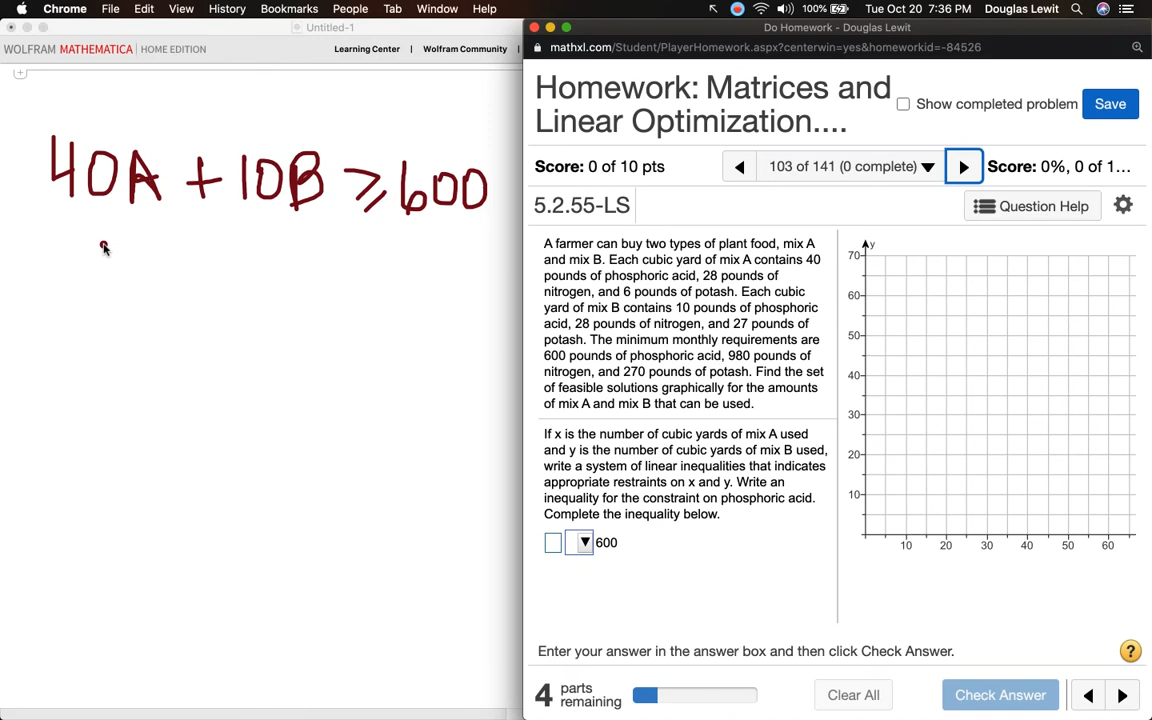 Chrome File Edit View History Bookmarks People Tab Window Help 100% Tue Oct 20 7:36 PM Douglas Lewit
Untitled-1
WOLFRAM MATHEMATICA | HOME EDITION Learning Center | Wolfram Community |
40A + 10B ≥ 600
Do Homework - Douglas Lewit
mathxl.com/Student/PlayerHomework.aspx?centerwin=yes&homeworkid=-84526
Homework: Matrices and
Linear Optimization....
Show completed problem Save
Score: 0 of 10 pts 103 of 141 (0 complete) Score: 0%, 0 of 1...
5.2.55-LS Question Help
A farmer can buy two types of plant food, mix A
and mix B. Each cubic yard of mix A contains 40
pounds of phosphoric acid, 28 pounds of
nitrogen, and 6 pounds of potash. Each cubic
yard of mix B contains 10 pounds of phosphoric
acid, 28 pounds of nitrogen, and 27 pounds of
potash. The minimum monthly requirements are
600 pounds of phosphoric acid, 980 pounds of
nitrogen, and 270 pounds of potash. Find the set
of feasible solutions graphically for the amounts
of mix A and mix B that can be used.
If x is the number of cubic yards of mix A used
and y is the number of cubic yards of mix B used,
write a system of linear inequalities that indicates
appropriate restraints on x and y. Write an
inequality for the constraint on phosphoric acid.
Complete the inequality below.
600
y
70
60
50
40
30
20
10
10 20 30 40 50 60
Enter your answer in the answer box and then click Check Answer. ?
4 parts
remaining
Clear All Check Answer